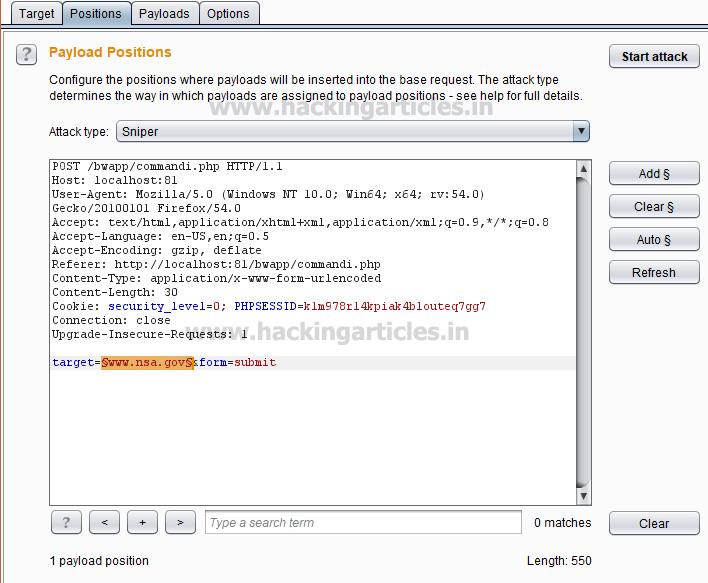 Target Positions Payloads Options
? Payload Positions
Start attack
Configure the positions where payloads will be inserted into the base request. The attack type
determines the way in which payloads are assigned to payload positions - see help for full details.
www.hackingarticles.in
Attack type: Sniper
POST /bwapp/commandi.php HTTP/1.1
Host: localhost:81
User-Agent: Mozilla/5.0 (Windows NT 10.0; Win64; x64; rv:54.0)
Gecko/20100101 Firefox/54.0
Accept: text/html,application/xhtml+xml,application/xml;q=0.9,*/*;q=0.8
Accept-Language: en-US,en;q=0.5
Accept-Encoding: gzip, deflate
Referer: http://localhost:81/bwapp/commandi.php
Content-Type: application/x-www-form-urlencoded
Content-Length: 30
Cookie: security_level=0; PHPSESSID=klm978rl4kpiak4blouteq7gg7
Connection: close
Upgrade-Insecure-Requests: 1
www.hackingarticles.in
target=§www.nsa.gov§&form=submit
Add §
Clear §
Auto §
Refresh
? < + > Type a search term 0 matches Clear
1 payload position Length: 550